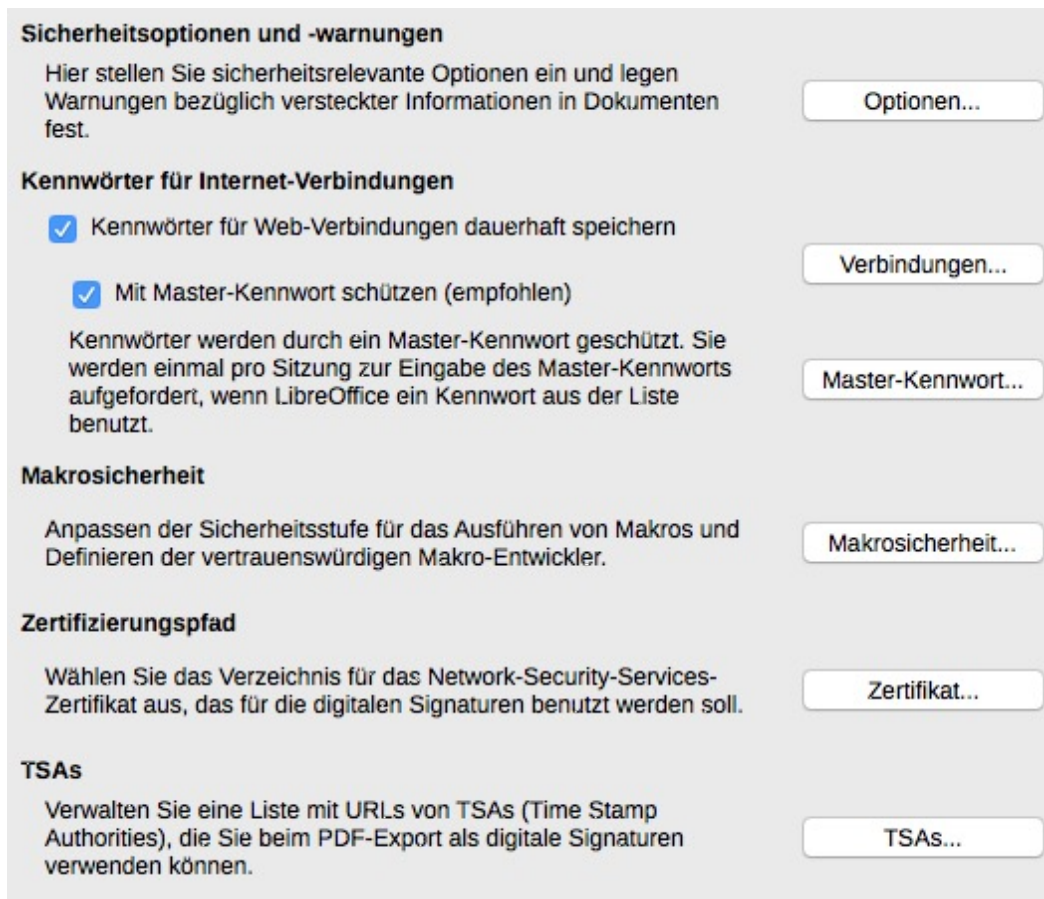 Sicherheitsoptionen und -warnungen
Hier stellen Sie sicherheitsrelevante Optionen ein und legen
Warnungen bezüglich versteckter Informationen in Dokumenten
fest.
Optionen...
Kennwörter für Internet-Verbindungen
Kennwörter für Web-Verbindungen dauerhaft speichern
Verbindungen...
Mit Master-Kennwort schützen (empfohlen)
Kennwörter werden durch ein Master-Kennwort geschützt. Sie
werden einmal pro Sitzung zur Eingabe des Master-Kennworts
aufgefordert, wenn LibreOffice ein Kennwort aus der Liste
benutzt.
Master-Kennwort...
Makrosicherheit
Anpassen der Sicherheitsstufe für das Ausführen von Makros und
Definieren der vertrauenswürdigen Makro-Entwickler.
Makrosicherheit...
Zertifizierungspfad
Wählen Sie das Verzeichnis für das Network-Security-Services-
Zertifikat aus, das für die digitalen Signaturen benutzt werden soll.
Zertifikat...
TSAs
Verwalten Sie eine Liste mit URLs von TSAs (Time Stamp
Authorities), die Sie beim PDF-Export als digitale Signaturen
verwenden können.
TSAs...